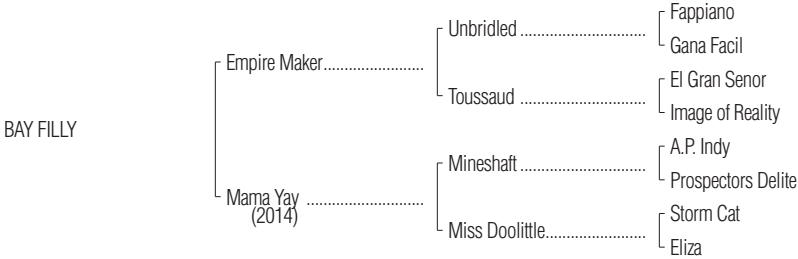 Fappiano
Unbridled ..............................
Gana Facil
Empire Maker........................
El Gran Senor
Toussaud ..............................
Image of Reality
BAY FILLY
A.P. Indy
Mineshaft ..............................
Prospectors Delite
Mama Yay ............................
(2014)
Storm Cat
Miss Doolittle........................
Eliza